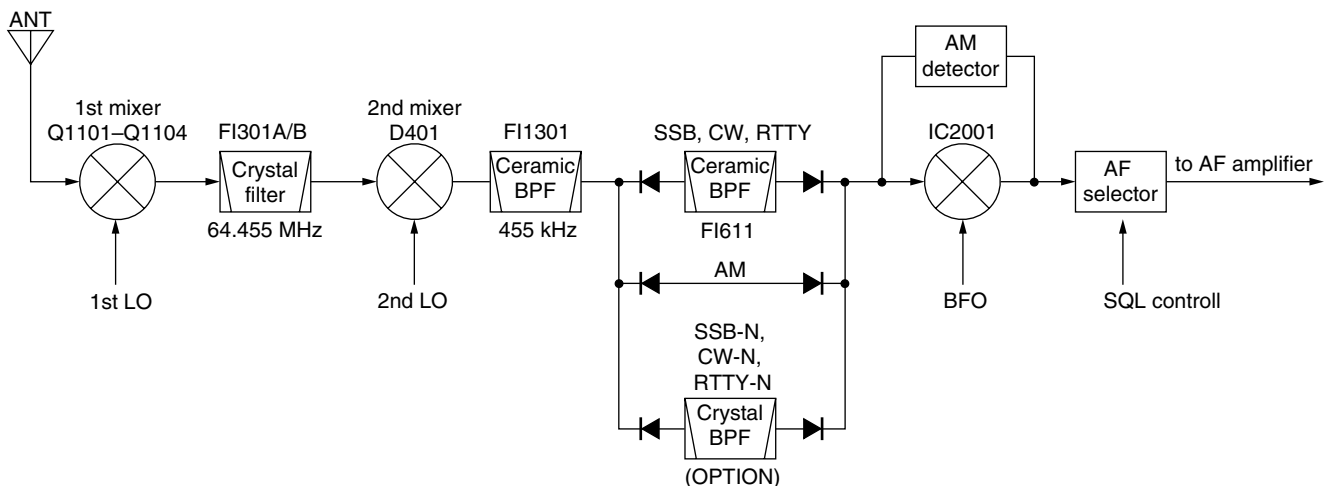 ANT
1st mixer
Q1101–Q1104
1st LO
FI301A/B
Crystal
filter
64.455 MHz
2nd mixer
D401
2nd LO
FI1301
Ceramic
BPF
455 kHz
SSB, CW, RTTY
Ceramic
BPF
FI611
AM
SSB-N,
CW-N,
RTTY-N
Crystal
BPF
(OPTION)
AM
detector
IC2001
BFO
AF
selector
SQL controll
to AF amplifier